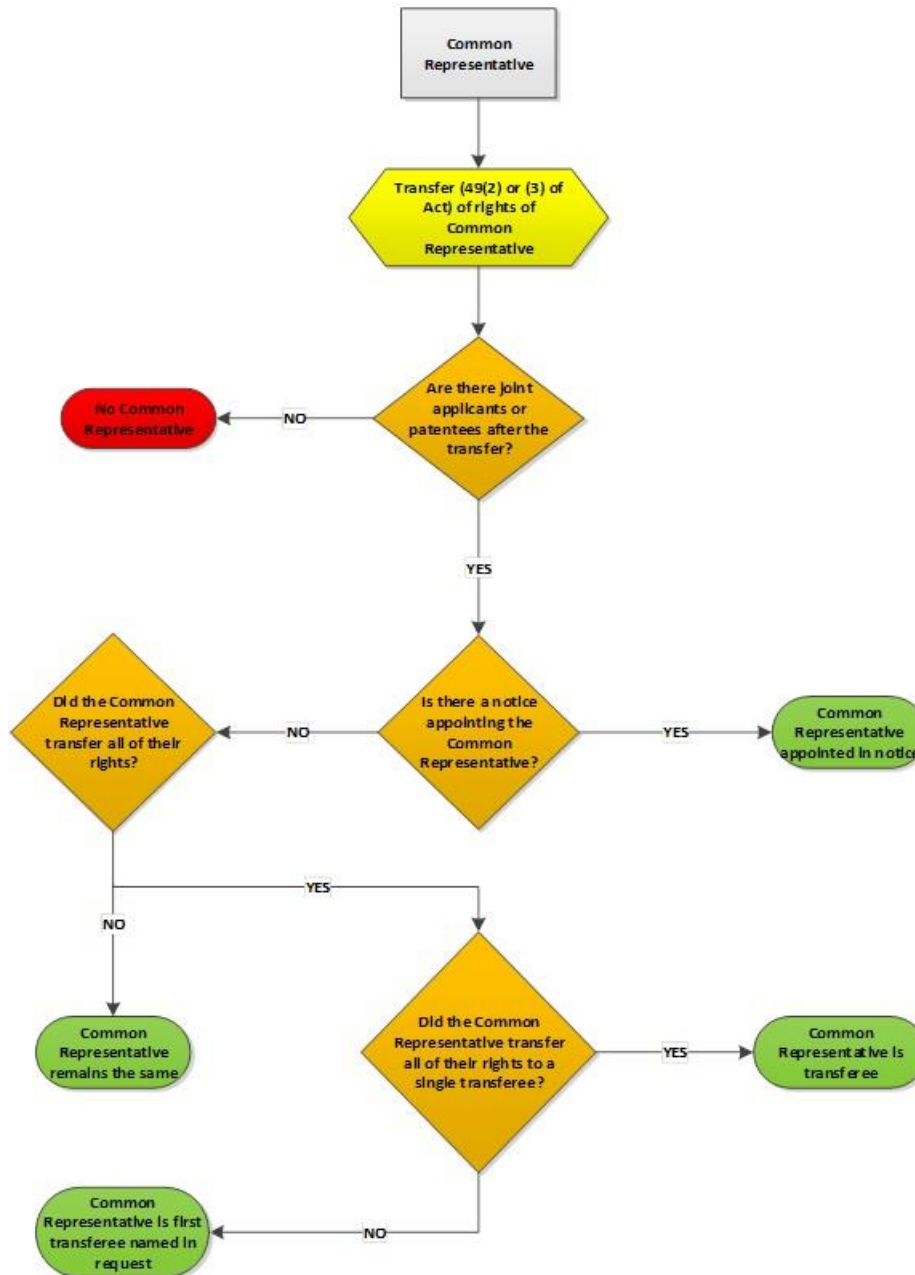 Common
Representative
Transfer (49(2) or (3) of
Act) of rights of
Common
Representative
Are there joint
applicants or
patentees after the
transfer?
NO
No Common
Representative
YES
Did the Common
Representative
transfer all of their
rights?
NO
Is there a notice
appointing the
Common
Representative?
YES
Common
Representative
appointed in notice
YES
NO
Common
Representative
remains the same
Did the Common
Representative transfer
all of their rights to a
single transferee?
YES
Common
Representative is
transferee
Common
Representative is first
transferee named in
request
NO